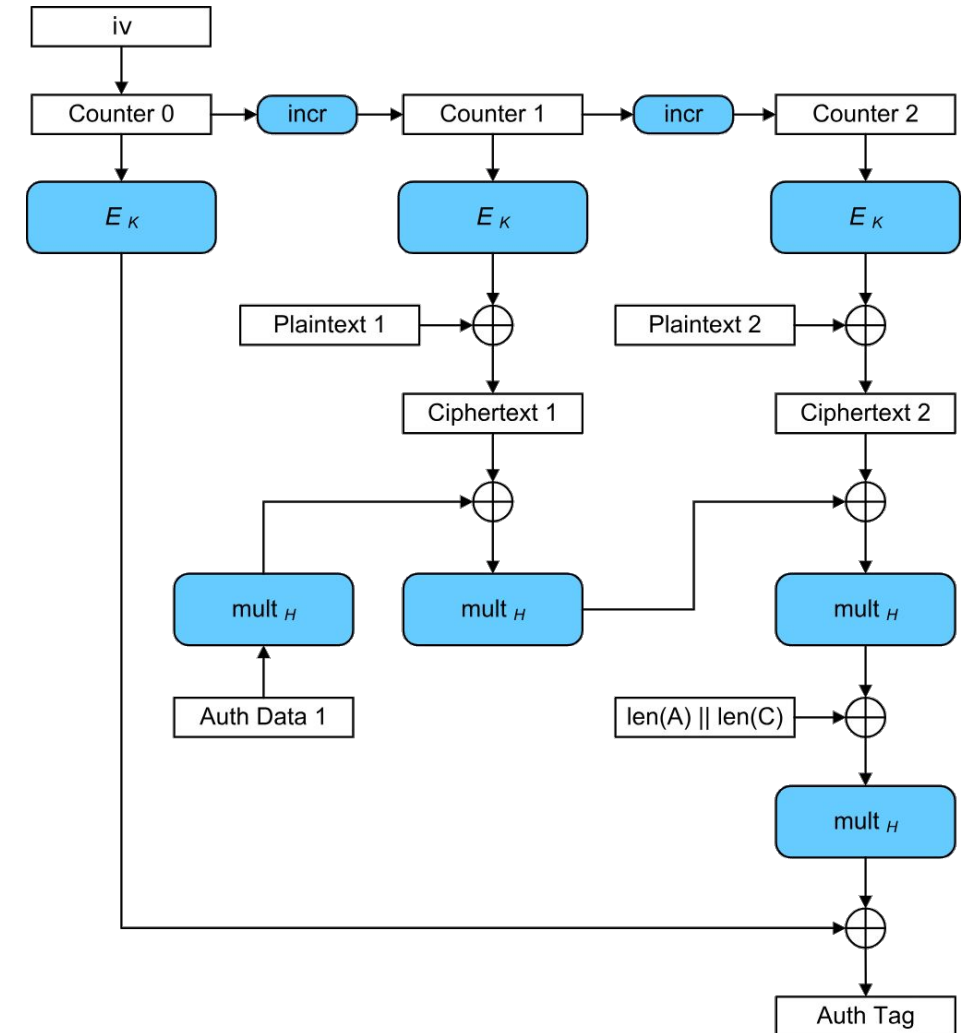 iv
Counter 0
incr
Counter 1
incr
Counter 2
E K
E K
E K
Plaintext 1
Plaintext 2
Ciphertext 1
Ciphertext 2
mult H
mult H
mult H
Auth Data 1
len(A) || len(C)
mult H
Auth Tag